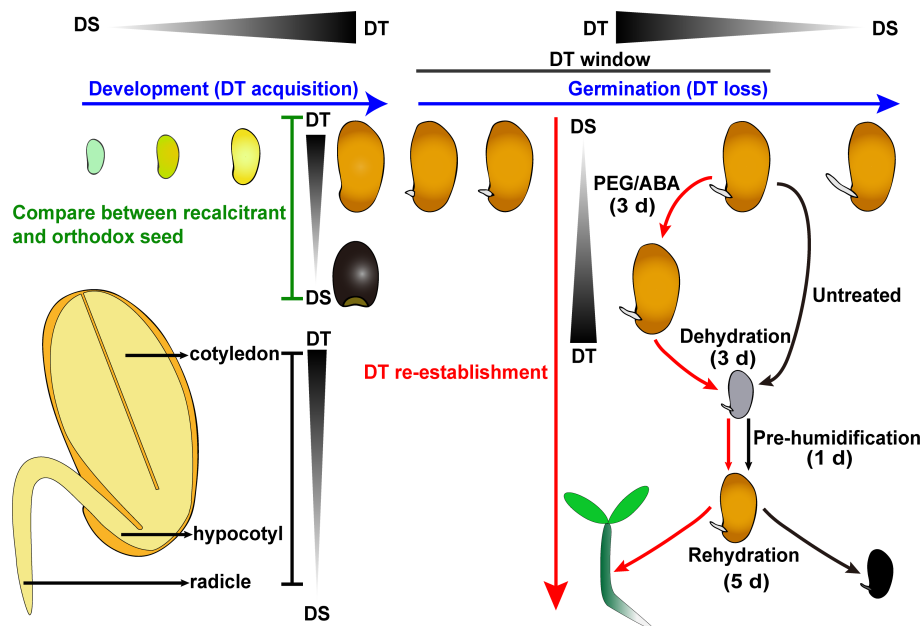 DS
DT
DT
DS
DT window
Development (DT acquisition)
Germination (DT loss)
DT
DS
Compare between recalcitrant
and orthodox seed
DS
PEG/ABA
(3 d)
Untreated
DT
DT
cotyledon
DT re-establishment
Dehydration
(3 d)
Pre-humidification
(1 d)
hypocotyl
radicle
DS
Rehydration
(5 d)